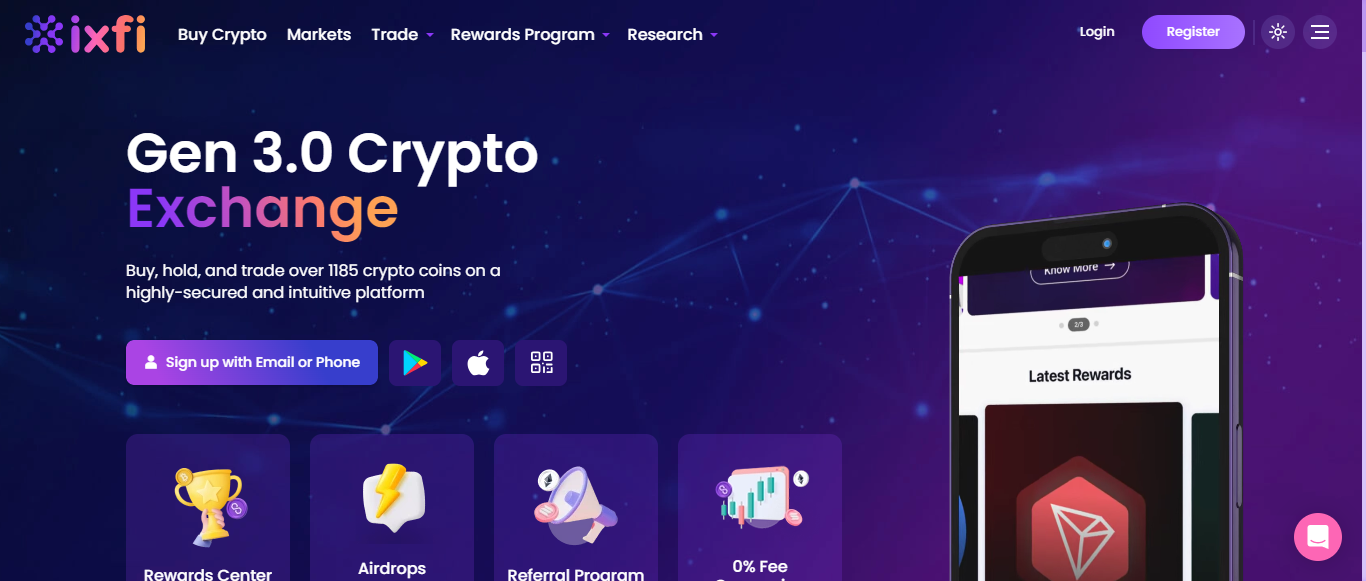 ixfi
Buy Crypto
Markets
Trade
Rewards Program
Research
Login
Register
Gen 3.0 Crypto
Exchange
Buy, hold, and trade over 1185 crypto coins on a
highly-secured and intuitive platform
Sign up with Email or Phone
Know More →
2/3
Latest Rewards
Rewards Center
Airdrops
Referral Program
0% Fee